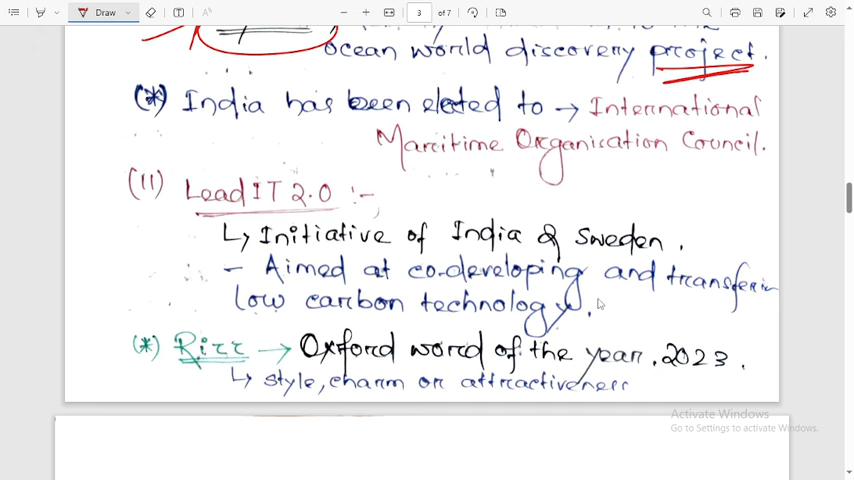 Draw
3 of 7
ocean world discovery project.
(*) India has been elected to → International
Maritime Organisation Council.
(11) LeadIT 2.0 :-
↳ Initiative of India & Sweden.
- Aimed at co-developing and transferin
low carbon technology.
(*) Rizz → Oxford word of the year, 2023.
↳ style, charm or attractiveness
Activate Windows
Go to Settings to activate Windows.